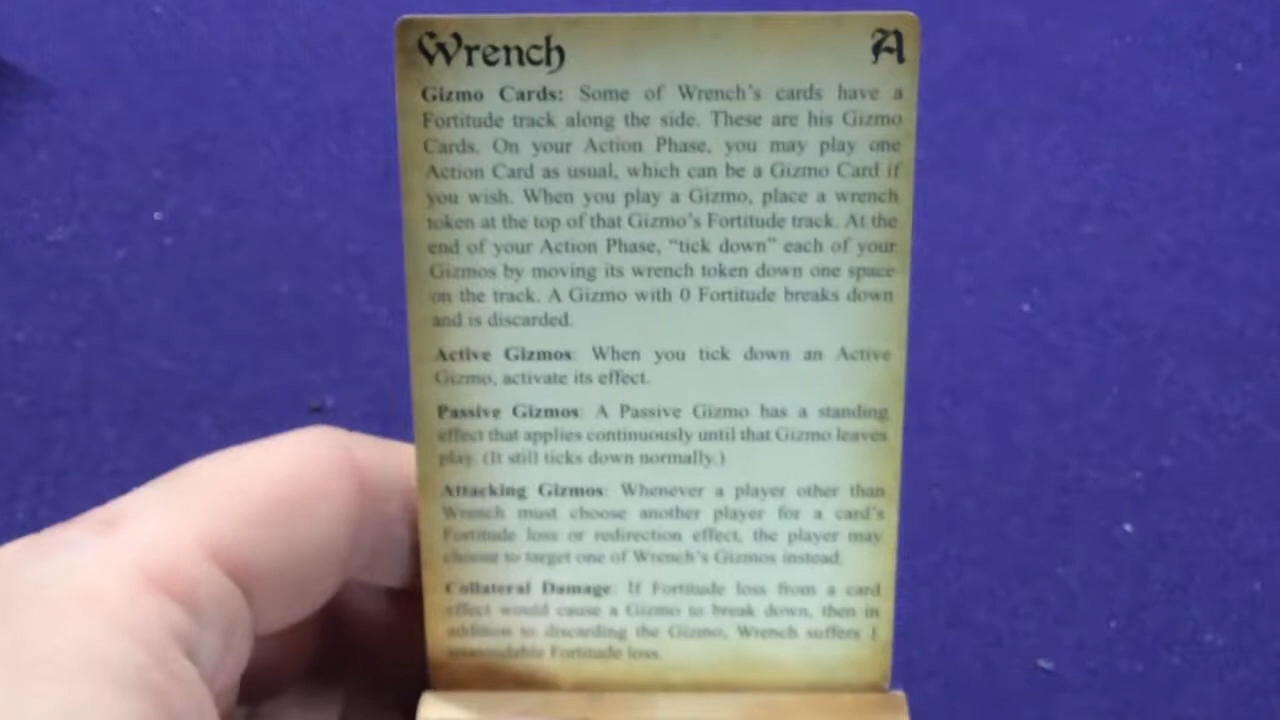 Wrench A
Gizmo Cards: Some of Wrench's cards have a
Fortitude track along the side. These are his Gizmo
Cards. On your Action Phase, you may play one
Action Card as usual, which can be a Gizmo Card if
you wish. When you play a Gizmo, place a wrench
token at the top of that Gizmo's Fortitude track. At the
end of your Action Phase, “tick down” each of your
Gizmos by moving its wrench token down one space
on the track. A Gizmo with 0 Fortitude breaks down
and is discarded.
Active Gizmos: When you tick down an Active
Gizmo, activate its effect.
Passive Gizmos: A Passive Gizmo has a standing
effect that applies continuously until that Gizmo leaves
play. (It still ticks down normally.)
Attacking Gizmos: Whenever a player other than
Wrench must choose another player for a card's
Fortitude loss or redirection effect, the player may
choose to target one of Wrench's Gizmos instead.
Collateral Damage: If Fortitude loss from a card
effect would cause a Gizmo to break down, then in
addition to discarding the Gizmo, Wrench suffers 1
unavoidable Fortitude loss.